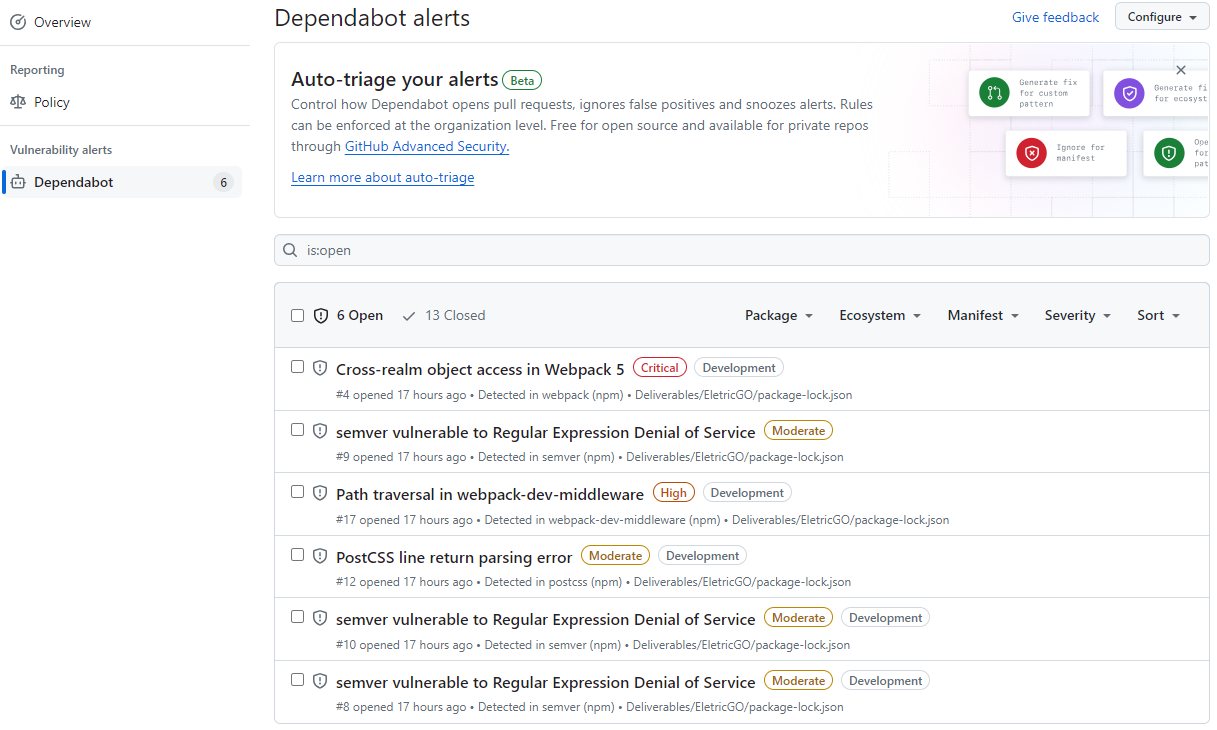 Overview
Reporting
Policy
Vulnerability alerts
Dependabot 6
Dependabot alerts
Give feedback
Configure
Auto-triage your alerts Beta
Control how Dependabot opens pull requests, ignores false positives and snoozes alerts. Rules
can be enforced at the organization level. Free for open source and available for private repos
through GitHub Advanced Security.
Learn more about auto-triage
Generate fix
for custom
pattern
Generate fi
for ecosyst
Ignore for
manifest
Ope
for
pat
is:open
6 Open 13 Closed Package Ecosystem Manifest Severity Sort
Cross-realm object access in Webpack 5 Critical Development
#4 opened 17 hours ago • Detected in webpack (npm) • Deliverables/EletricGO/package-lock.json
semver vulnerable to Regular Expression Denial of Service Moderate
#9 opened 17 hours ago • Detected in semver (npm) • Deliverables/EletricGO/package-lock.json
Path traversal in webpack-dev-middleware High Development
#17 opened 17 hours ago • Detected in webpack-dev-middleware (npm) • Deliverables/EletricGO/package-lock.json
PostCSS line return parsing error Moderate Development
#12 opened 17 hours ago • Detected in postcss (npm) • Deliverables/EletricGO/package-lock.json
semver vulnerable to Regular Expression Denial of Service Moderate Development
#10 opened 17 hours ago • Detected in semver (npm) • Deliverables/EletricGO/package-lock.json
semver vulnerable to Regular Expression Denial of Service Moderate Development
#8 opened 17 hours ago • Detected in semver (npm) • Deliverables/EletricGO/package-lock.json